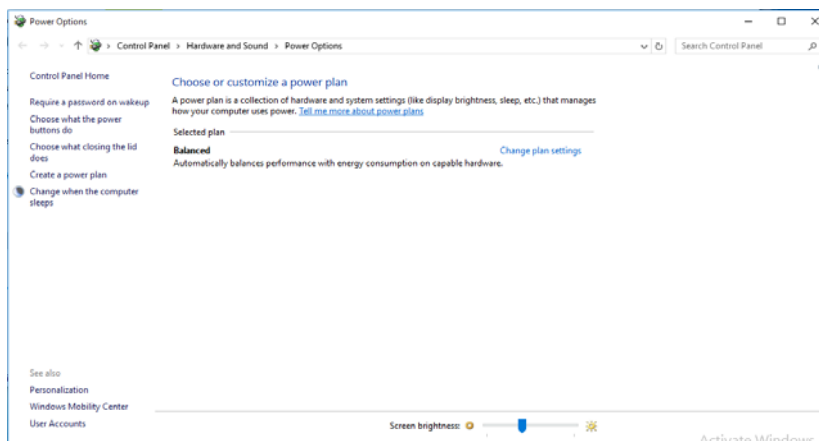 Power Options
Control Panel > Hardware and Sound > Power Options
Search Control Panel
Control Panel Home
Require a password on wakeup
Choose what the power
buttons do
Choose what closing the lid
does
Create a power plan
Change when the computer
sleeps
Choose or customize a power plan
A power plan is a collection of hardware and system settings (like display brightness, sleep, etc.) that manages
how your computer uses power. Tell me more about power plans
Selected plan
Balanced
Change plan settings
Automatically balances performance with energy consumption on capable hardware.
See also
Personalization
Windows Mobility Center
User Accounts
Screen brightness:
Activate Windows